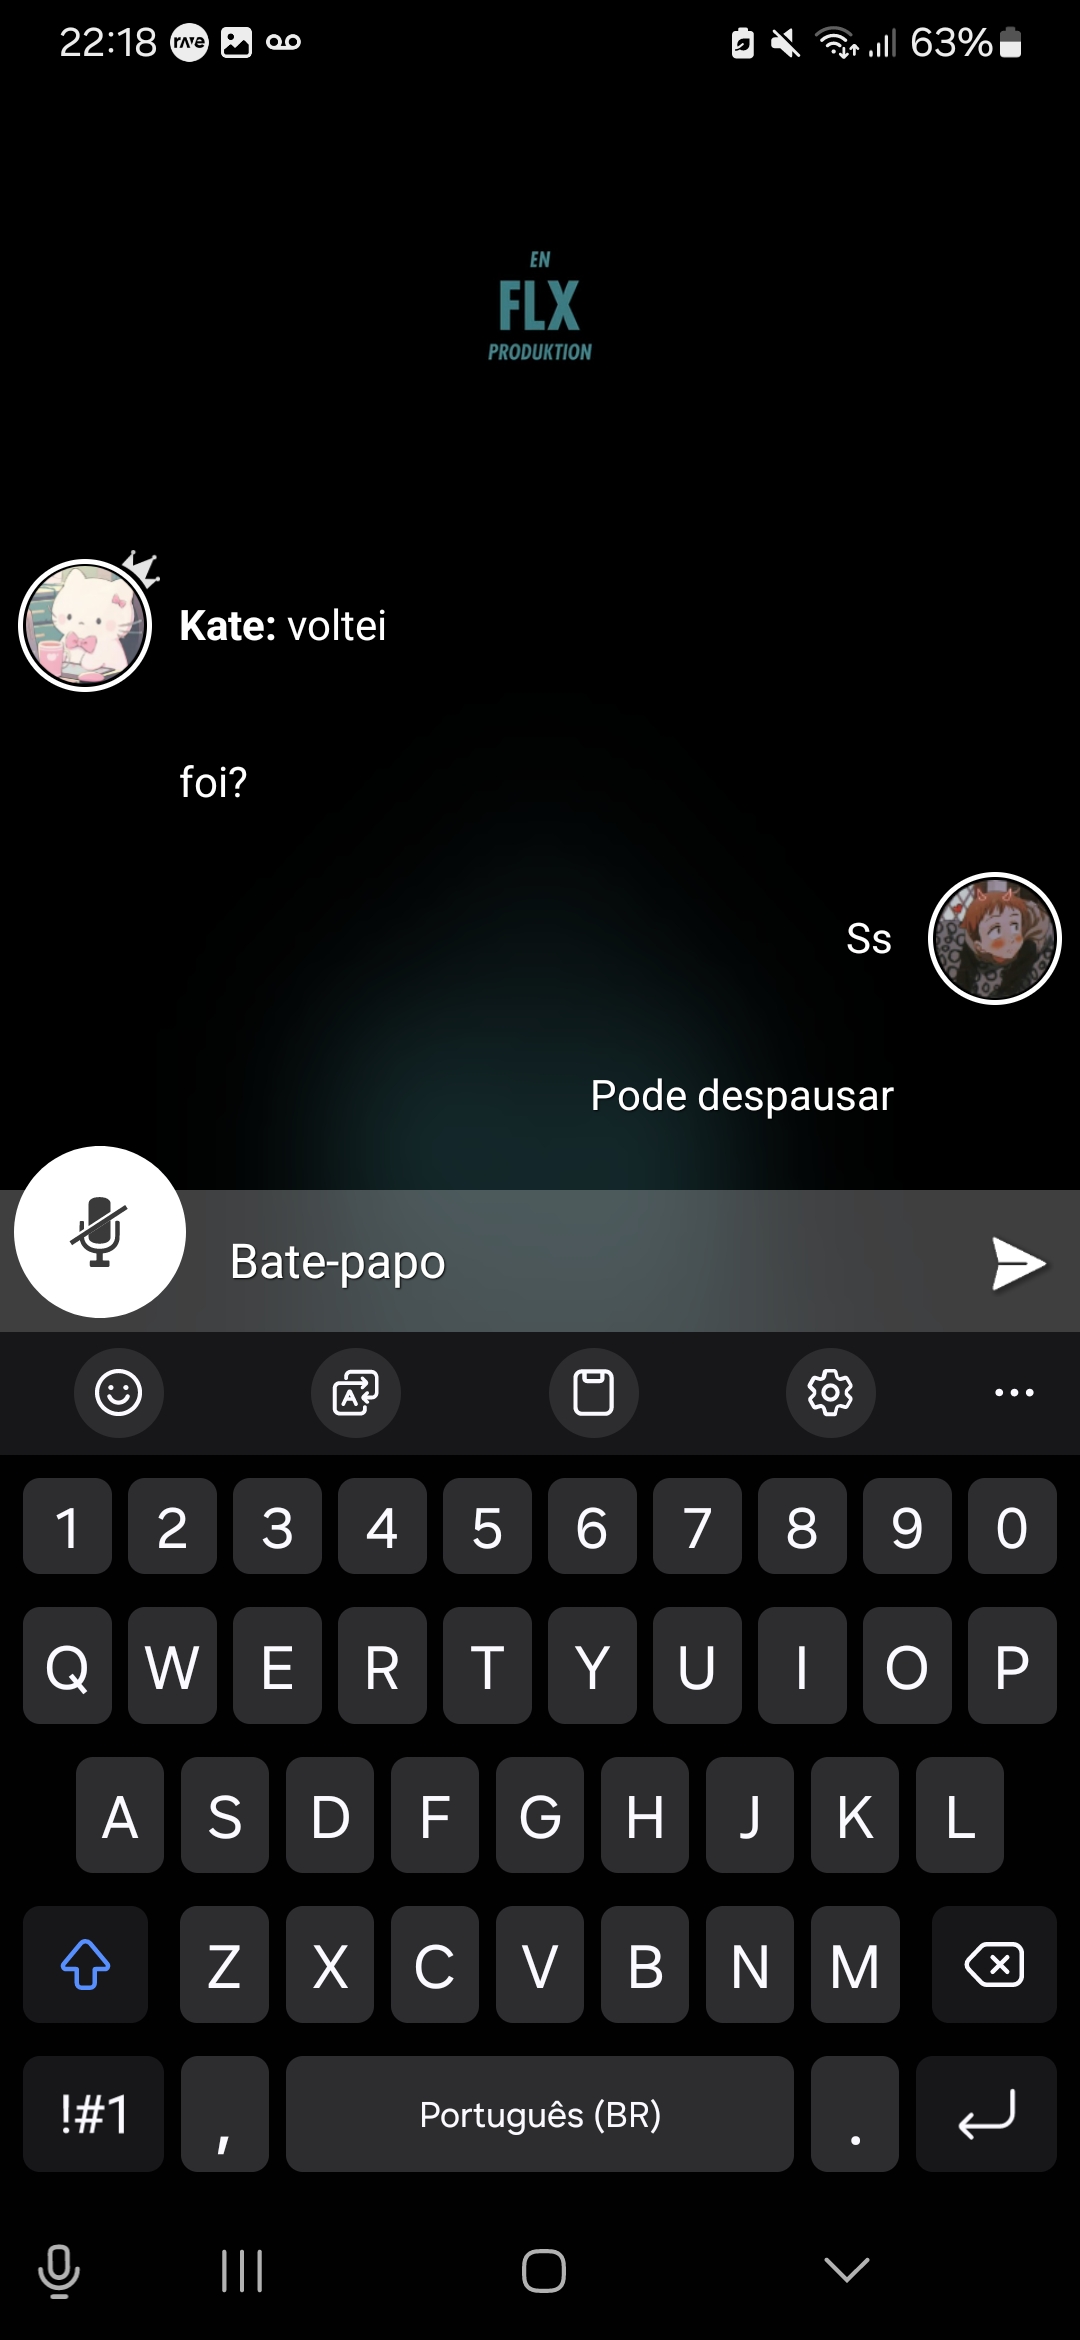 22:18 rave 63%
EN
FLX
PRODUKTION
Kate: voltei
foi?
Ss
Pode despausar
Bate-papo
1 2 3 4 5 6 7 8 9 0
Q W E R T Y U I O P
A S D F G H J K L
Z X C V B N M
!#1 , Português (BR) .